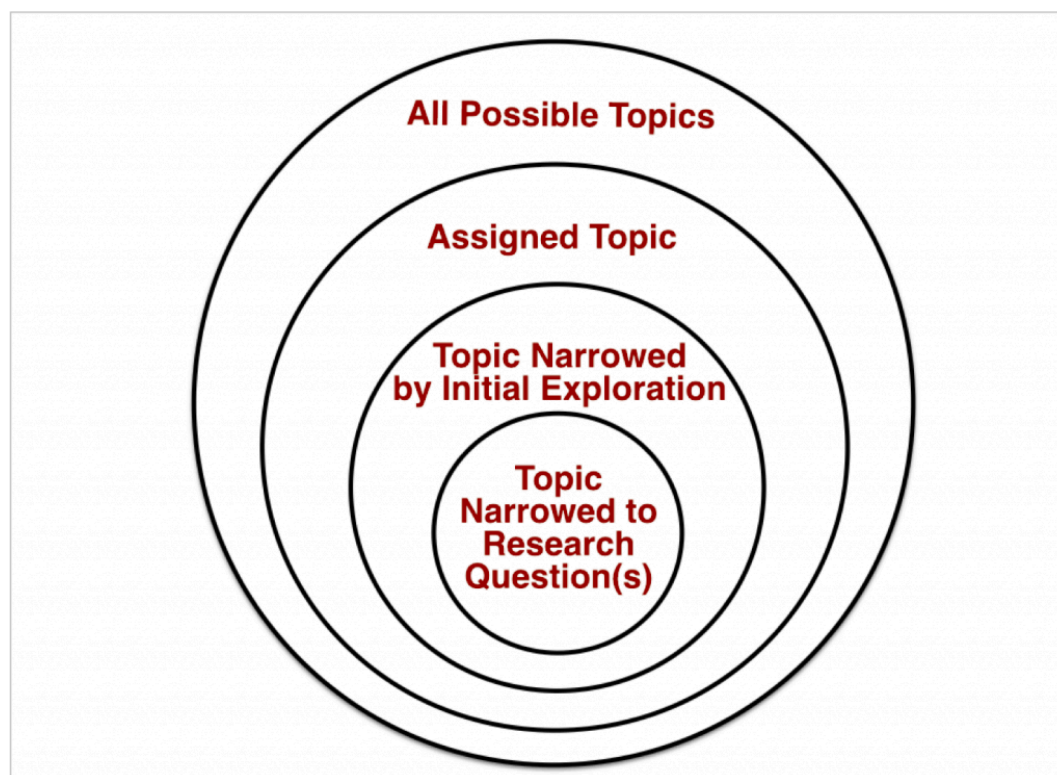 All Possible Topics
Assigned Topic
Topic Narrowed
by Initial Exploration
Topic
Narrowed to
Research
Question(s)